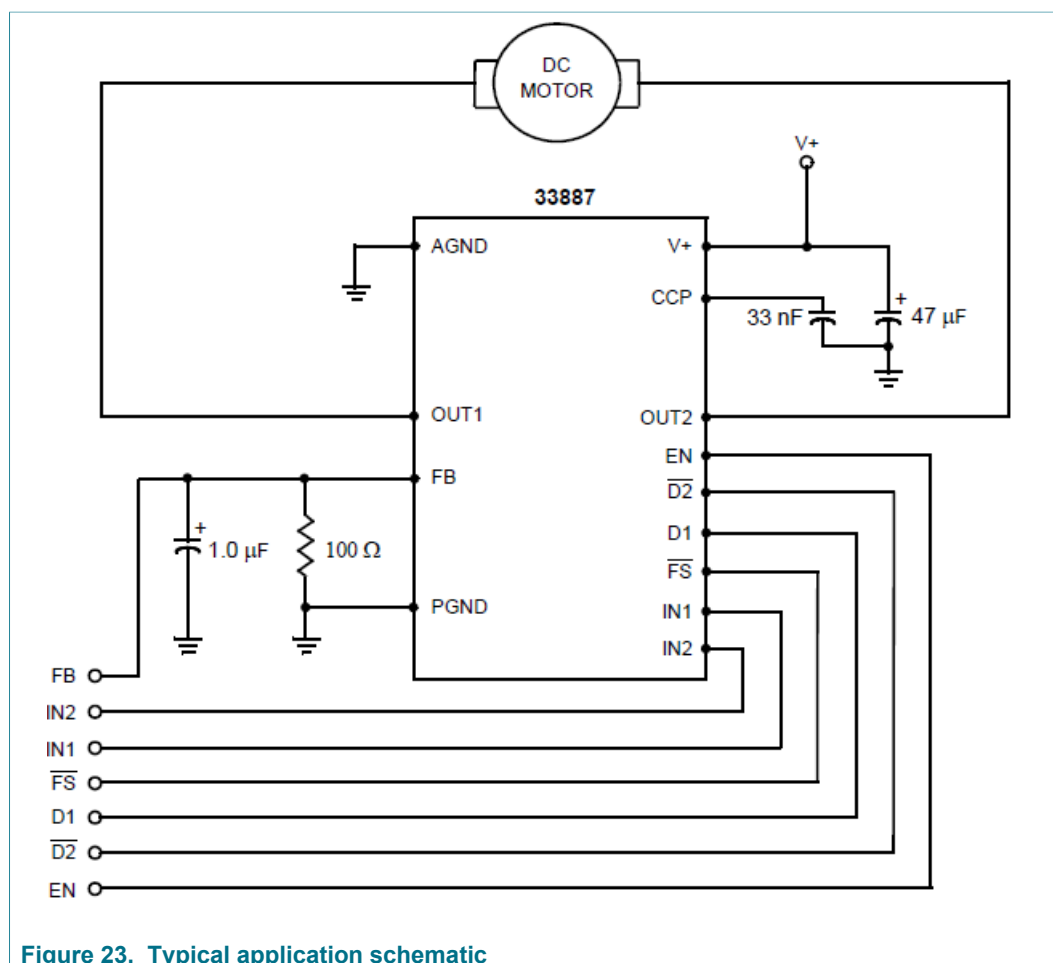 DC
MOTOR
V+
33887
AGND
V+
CCP
33 nF
+
47 μF
OUT1
OUT2
FB
EN
D2
+
1.0 μF
100 Ω
D1
FS
PGND
IN1
IN2
FB
IN2
IN1
FS
D1
D2
EN
Figure 23. Typical application schematic